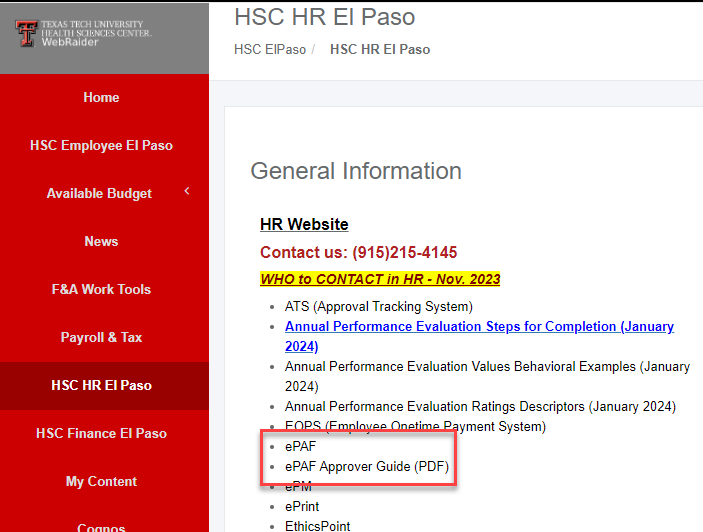 TEXAS TECH UNIVERSITY
HEALTH SCIENCES CENTER.
WebRaider
Home
HSC Employee El Paso
Available Budget
News
F&A Work Tools
Payroll & Tax
HSC HR El Paso
HSC Finance El Paso
My Content
Cognos
HSC HR El Paso
HSC ElPaso / HSC HR El Paso
General Information
HR Website
Contact us: (915)215-4145
WHO to CONTACT in HR - Nov. 2023
ATS (Approval Tracking System)
Annual Performance Evaluation Steps for Completion (January
2024)
Annual Performance Evaluation Values Behavioral Examples (January
2024)
Annual Performance Evaluation Ratings Descriptors (January 2024)
EOPS (Employee Onetime Payment System)
ePAF
ePAF Approver Guide (PDF)
ePM
ePrint
EthicsPoint